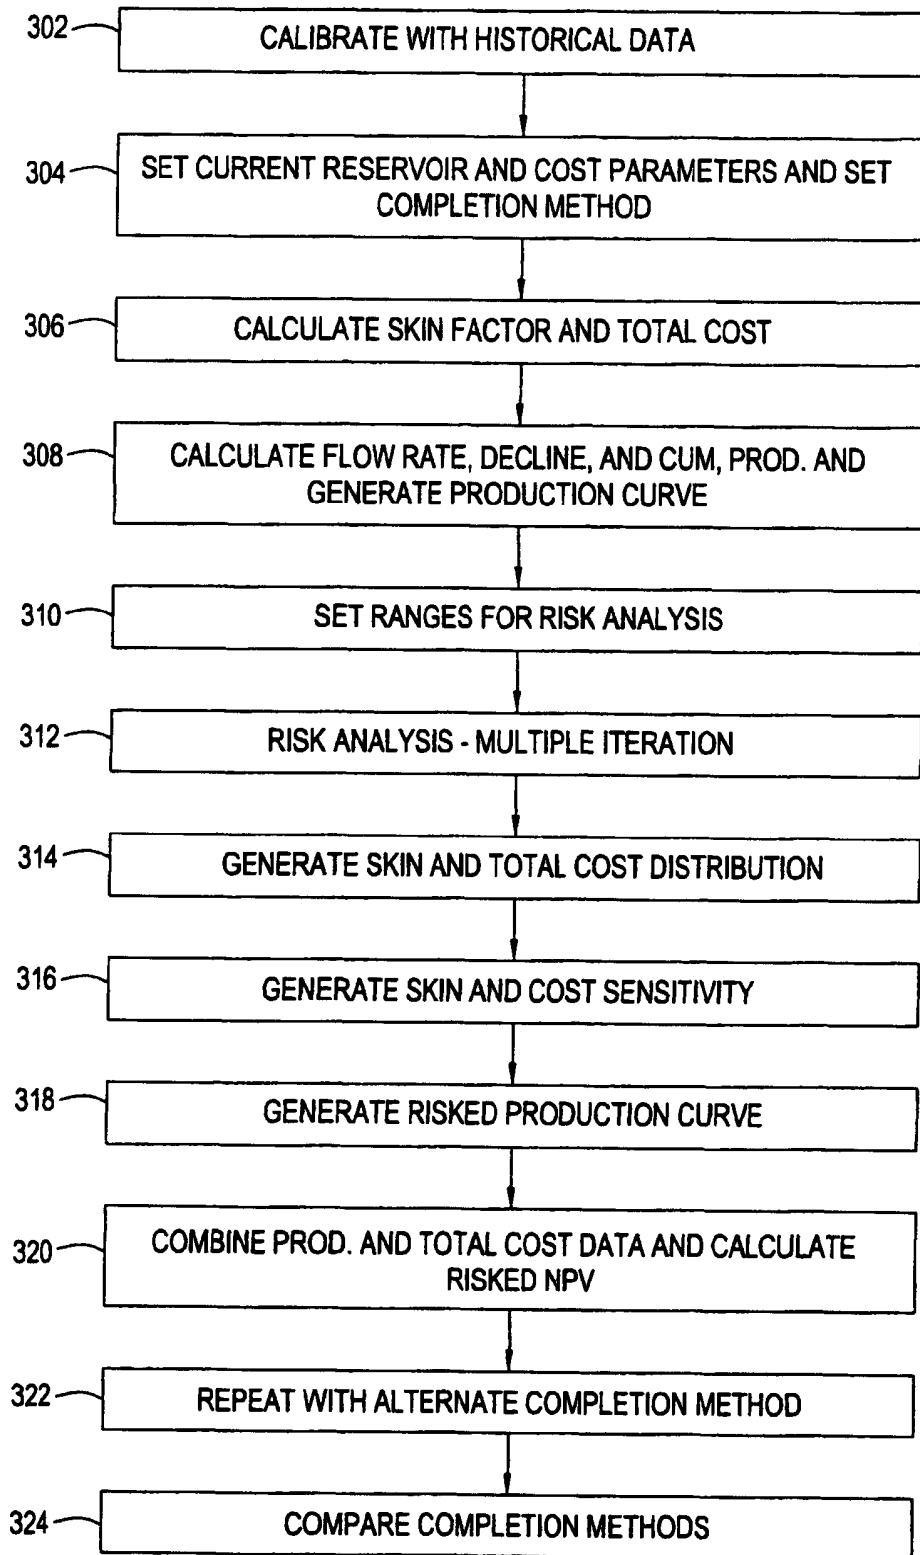 302
CALIBRATE WITH HISTORICAL DATA
304
SET CURRENT RESERVOIR AND COST PARAMETERS AND SET
COMPLETION METHOD
306
CALCULATE SKIN FACTOR AND TOTAL COST
308
CALCULATE FLOW RATE, DECLINE, AND CUM, PROD. AND
GENERATE PRODUCTION CURVE
310
SET RANGES FOR RISK ANALYSIS
312
RISK ANALYSIS - MULTIPLE ITERATION
314
GENERATE SKIN AND TOTAL COST DISTRIBUTION
316
GENERATE SKIN AND COST SENSITIVITY
318
GENERATE RISKED PRODUCTION CURVE
320
COMBINE PROD. AND TOTAL COST DATA AND CALCULATE
RISKED NPV
322
REPEAT WITH ALTERNATE COMPLETION METHOD
324
COMPARE COMPLETION METHODS